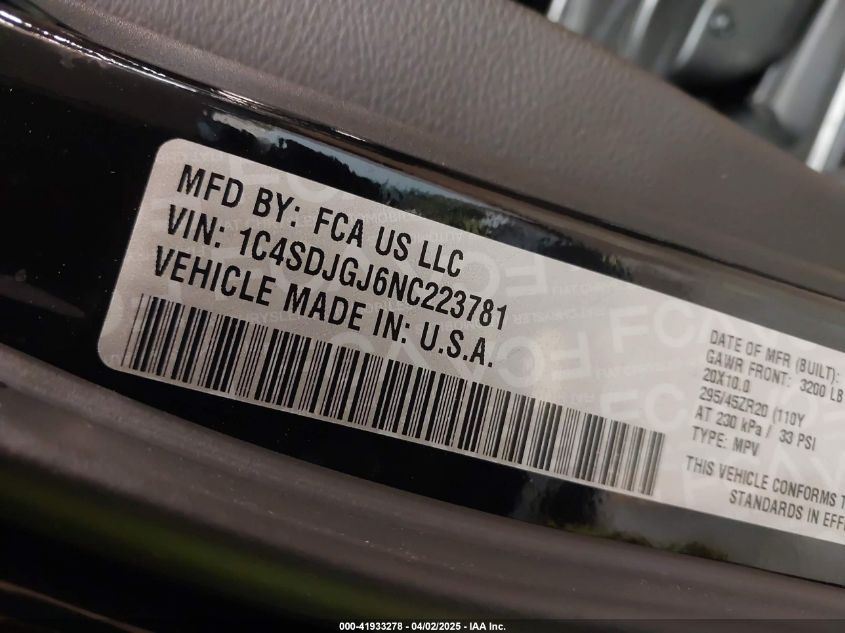 MFD BY: FCA US LLC
VIN: 1C4SDJGJ6NC223781
VEHICLE MADE IN: U.S.A.
DATE OF MFR (BUILT):
GAWR FRONT: 3200 LB
20X10.0
295/45ZR20 (110Y
AT 230 kPa / 33 PSI
TYPE: MPV
THIS VEHICLE CONFORMS T
STANDARDS IN EFF
000-41933278 - 04/02/2025 - IAA Inc.